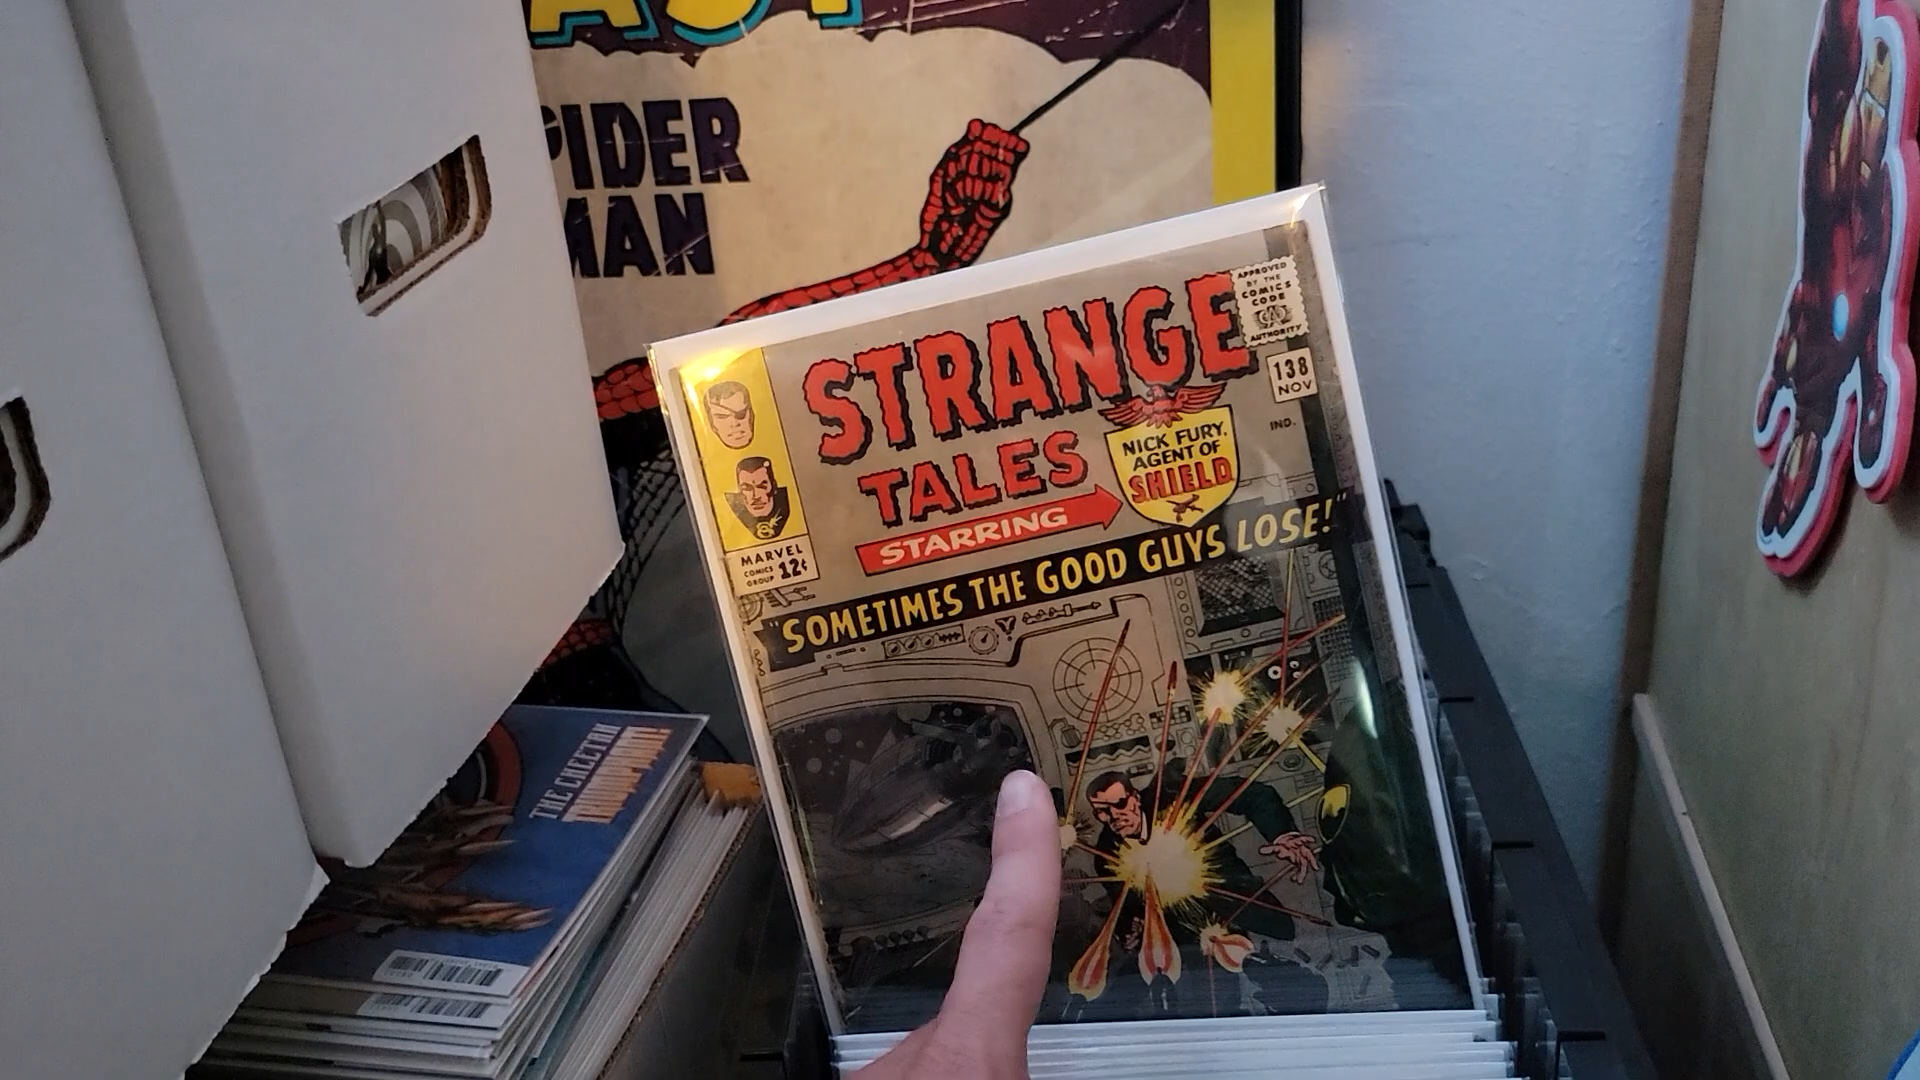 SPIDER
MAN
STRANGE
TALES
STARRING
NICK FURY,
AGENT OF
SHIELD
APPROVED
BY THE
COMICS
CODE
AUTHORITY
138
NOV
IND.
MARVEL
COMICS
GROUP 12¢
"SOMETIMES THE GOOD GUYS LOSE!"
THE CHEETAH